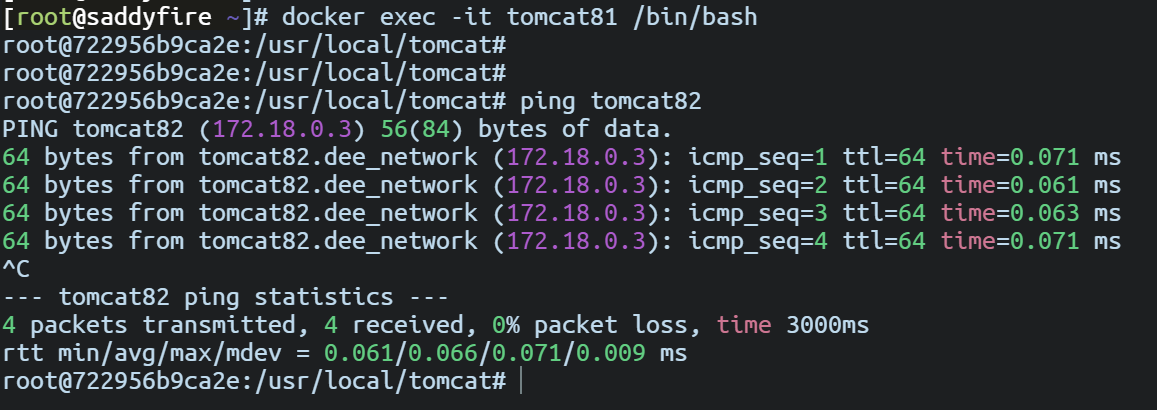 [root@saddyfire ~]# docker exec -it tomcat81 /bin/bash
root@722956b9ca2e:/usr/local/tomcat#
root@722956b9ca2e:/usr/local/tomcat#
root@722956b9ca2e:/usr/local/tomcat# ping tomcat82
PING tomcat82 (172.18.0.3) 56(84) bytes of data.
64 bytes from tomcat82.dee_network (172.18.0.3): icmp_seq=1 ttl=64 time=0.071 ms
64 bytes from tomcat82.dee_network (172.18.0.3): icmp_seq=2 ttl=64 time=0.061 ms
64 bytes from tomcat82.dee_network (172.18.0.3): icmp_seq=3 ttl=64 time=0.063 ms
64 bytes from tomcat82.dee_network (172.18.0.3): icmp_seq=4 ttl=64 time=0.071 ms
^C
--- tomcat82 ping statistics ---
4 packets transmitted, 4 received, 0% packet loss, time 3000ms
rtt min/avg/max/mdev = 0.061/0.066/0.071/0.009 ms
root@722956b9ca2e:/usr/local/tomcat#